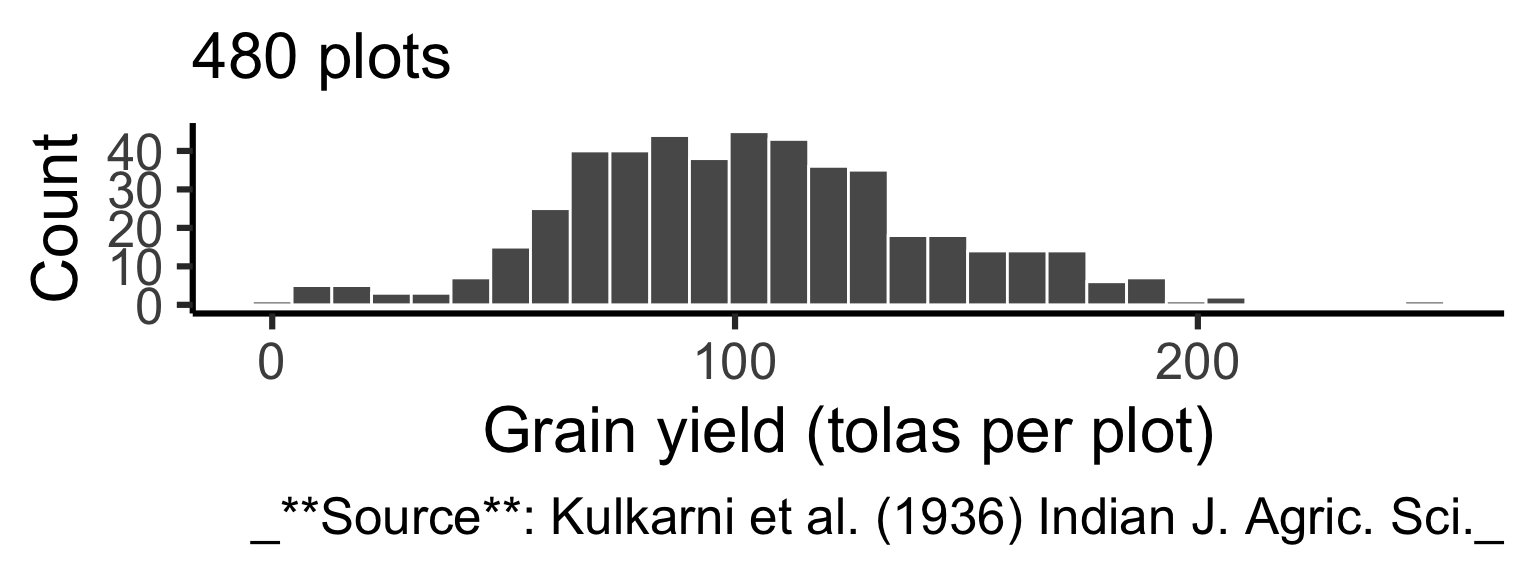 480 plots
Count
40
30
20
10
0
0 100 200
Grain yield (tolas per plot)
_**Source**: Kulkarni et al. (1936) Indian J. Agric. Sci._